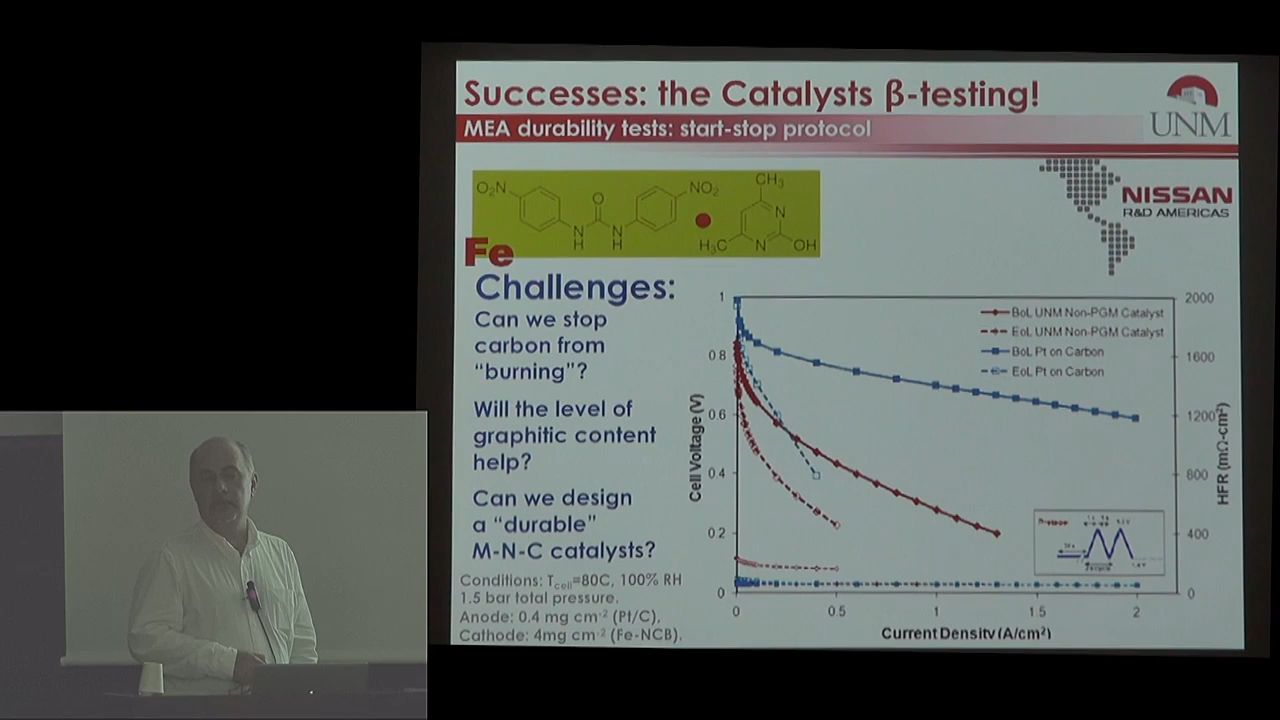 Successes: the Catalysts β-testing!
MEA durability tests: start-stop protocol
UNM
O₂N
O
NO₂
N
H
N
H
CH₃
N
H₃C
N
OH
Fe
NISSAN
R&D AMERICAS
Challenges:
Can we stop
carbon from
“burning”?
Will the level of
graphitic content
help?
Can we design
a “durable”
M-N-C catalysts?
Conditions: Tcell=80C, 100% RH
1.5 bar total pressure.
Anode: 0.4 mg cm⁻² (Pt/C),
Cathode: 4mg cm⁻² (Fe-NCB).
Cell Voltage (V)
1
0.8
0.6
0.4
0.2
0
BoL UNM Non-PGM Catalyst
EoL UNM Non-PGM Catalyst
BoL Pt on Carbon
EoL Pt on Carbon
2000
1600
1200
800
400
0
HFR (mΩ-cm²)
0
0.5
1
1.5
2
Current Density (A/cm²)